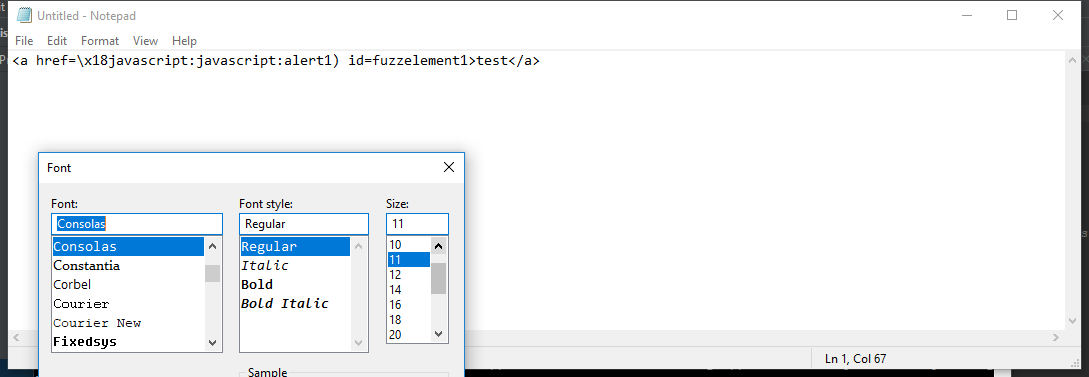 Untitled - Notepad
File Edit Format View Help
<a href=\x18javascript:javascript:alert1) id=fuzzelement1>test</a>
Font
Font: Font style: Size:
Consolas Regular 11
Consolas Regular 10
Constantia Italic 11
Corbel Bold 12
Courier Bold Italic 14
Courier New 16
Fixedsys 18
20
Ln 1, Col 67
Sample